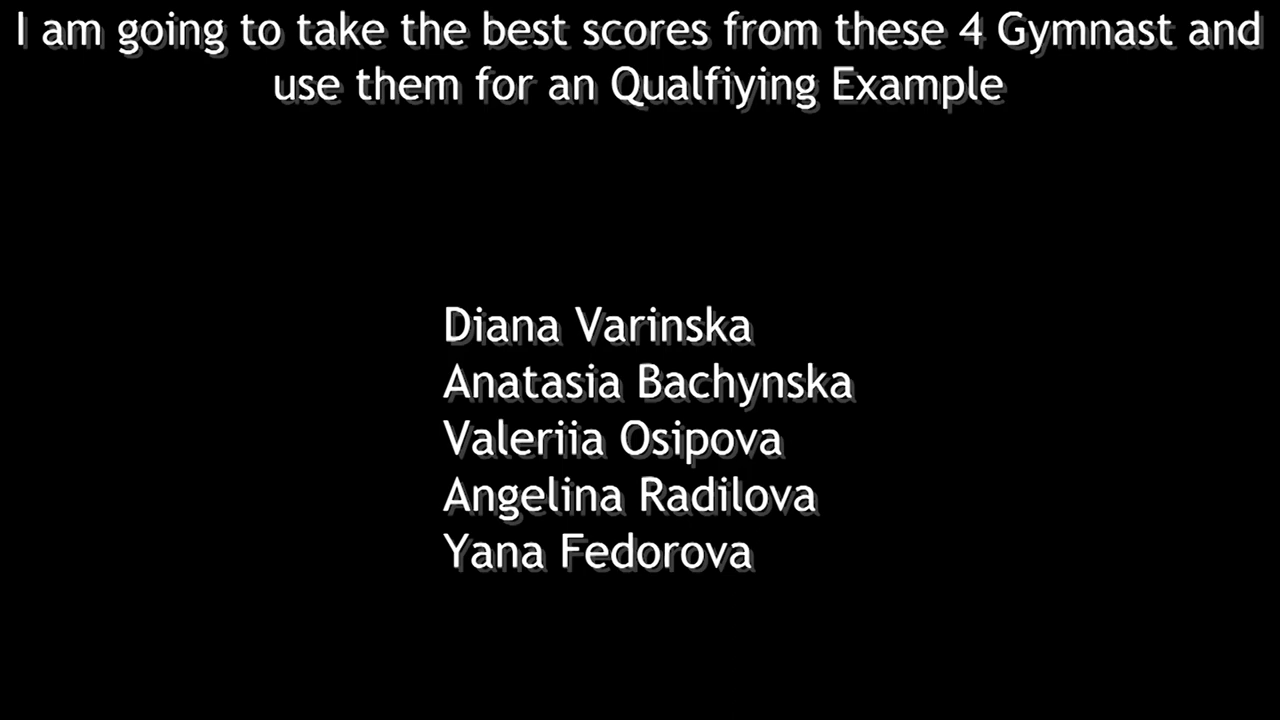 I am going to take the best scores from these 4 Gymnast and
use them for an Qualfiying Example
Diana Varinska
Anatasia Bachynska
Valeriia Osipova
Angelina Radilova
Yana Fedorova